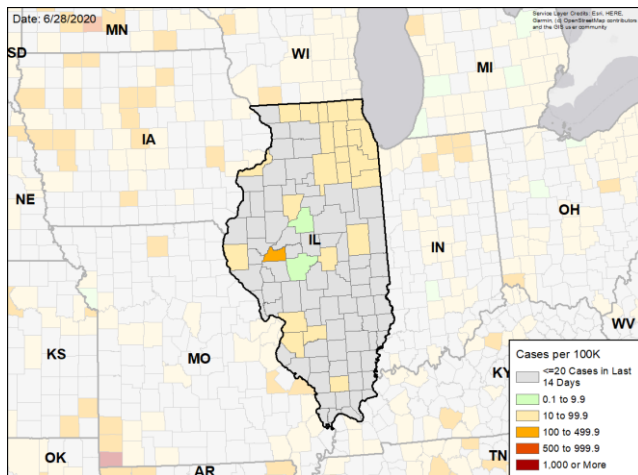 Date: 6/28/2020
Service Layer Credits: Esri, HERE,
Garmin, (c) OpenStreetMap contributors,
and the GIS user community
MN
SD
WI
MI
IA
NE
IL
IN
OH
WV
KS
MO
KY
OK
AR
TN
Cases per 100K
<=20 Cases in Last
14 Days
0.1 to 9.9
10 to 99.9
100 to 499.9
500 to 999.9
1,000 or More